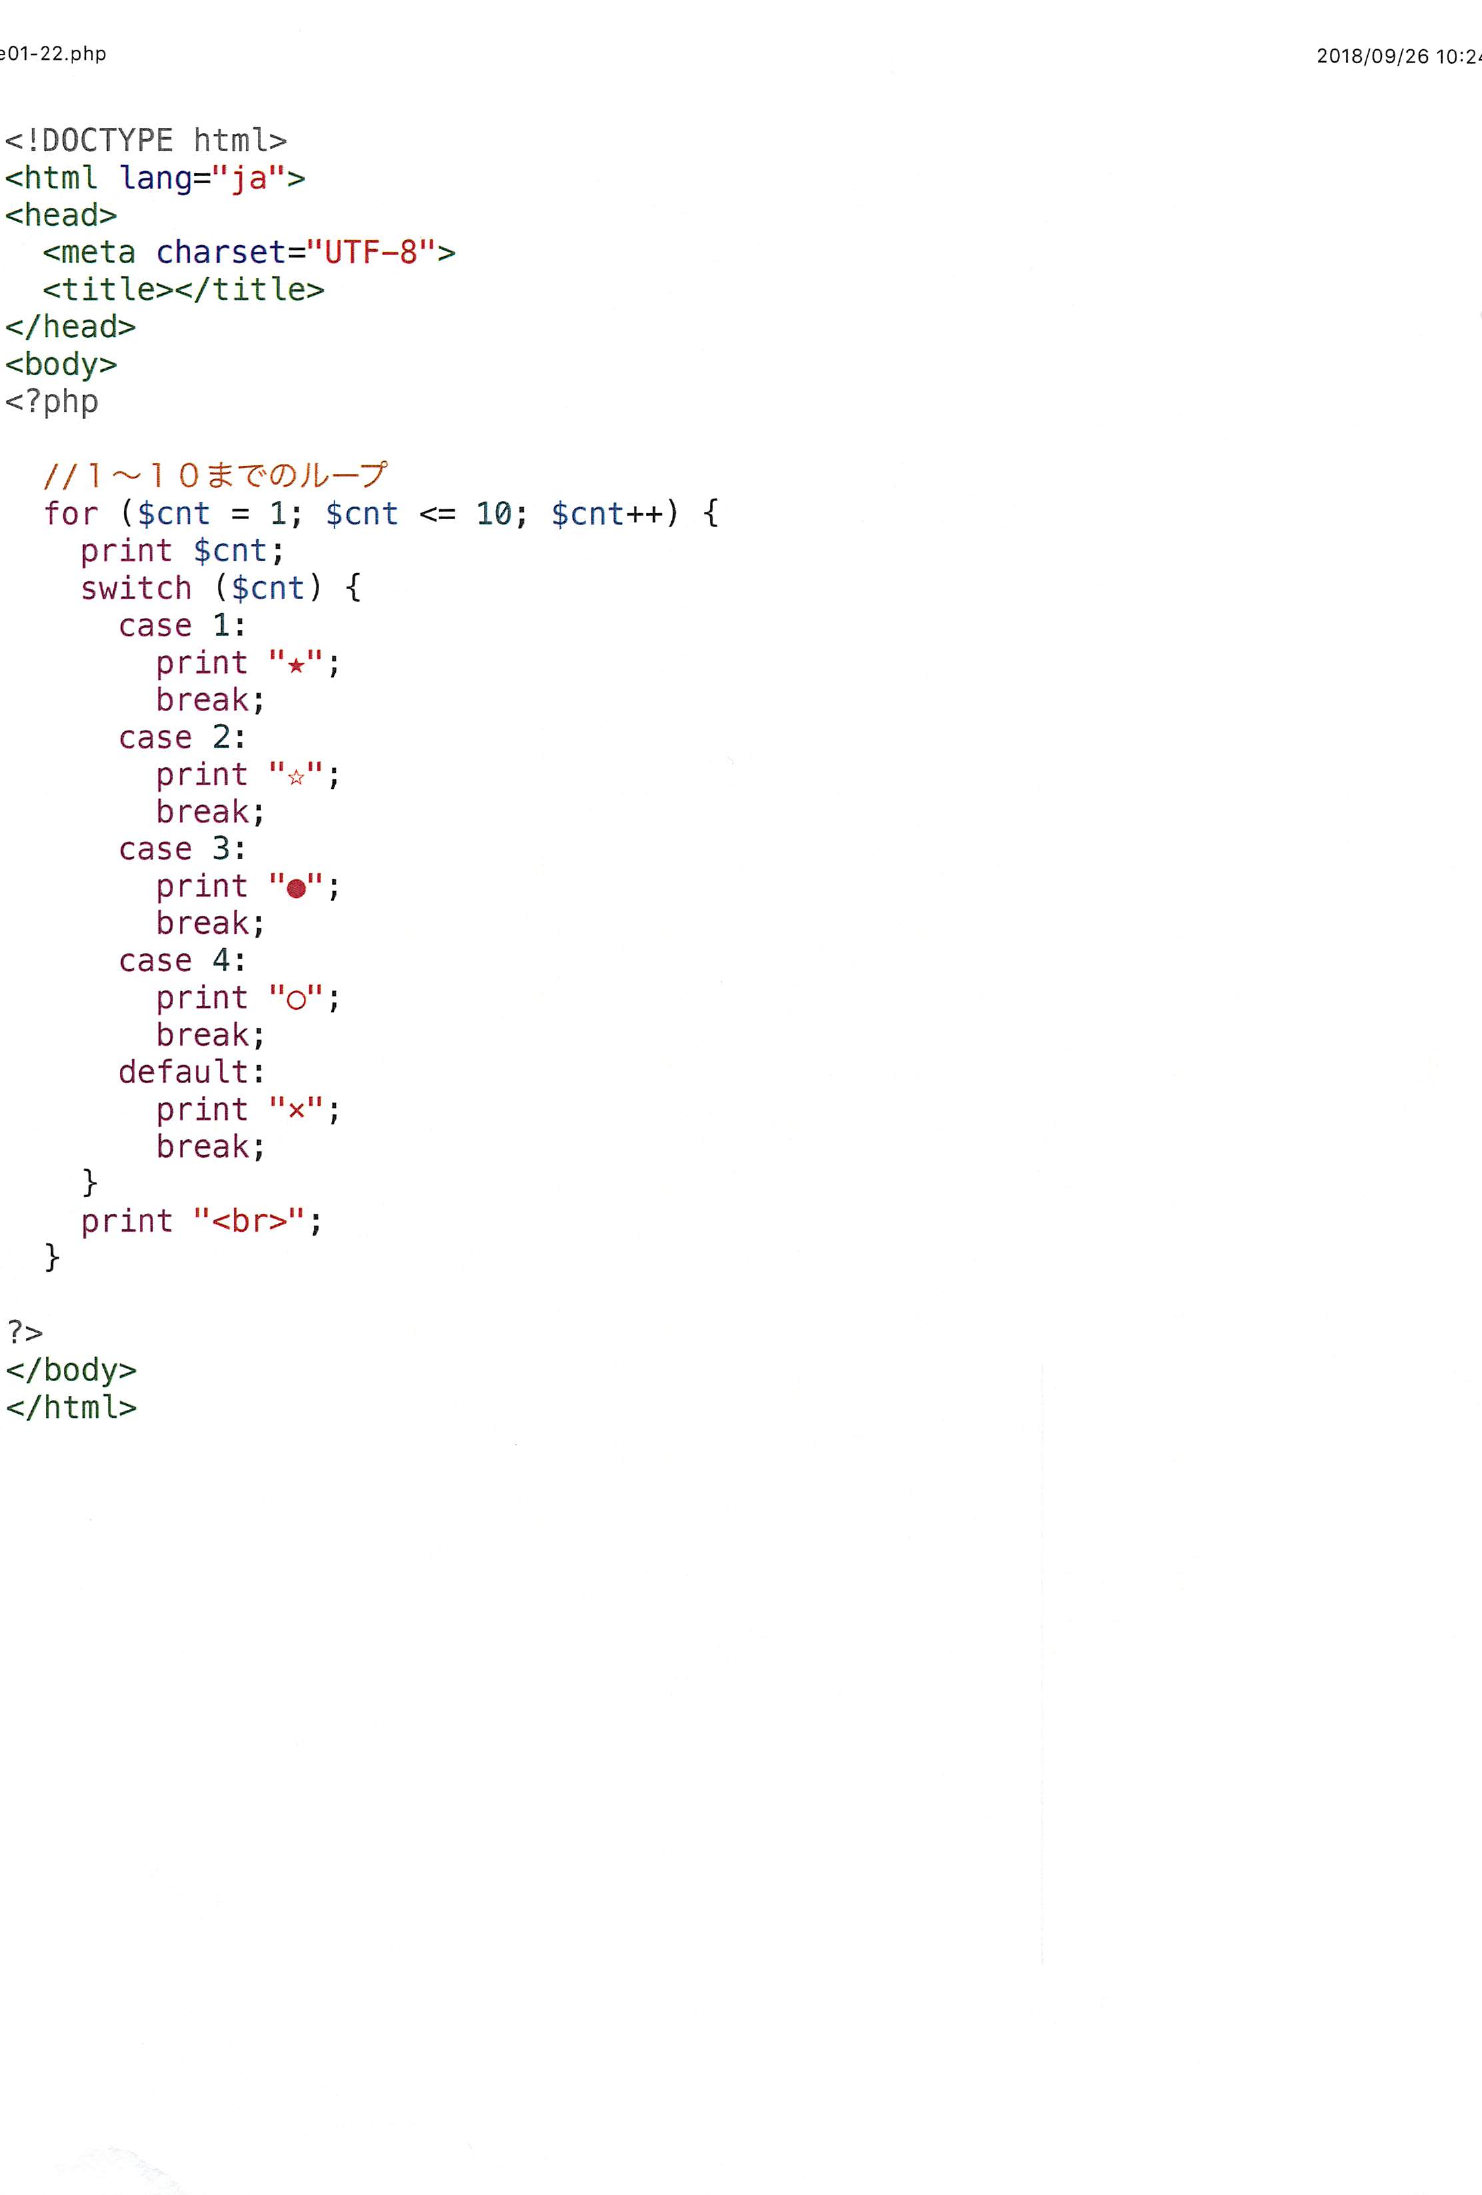 e01-22.php 2018/09/26 10:24
<!DOCTYPE html>
<html lang="ja">
<head>
  <meta charset="UTF-8">
  <title></title>
</head>
<body>
<?php

  //1〜10までのループ
  for ($cnt = 1; $cnt <= 10; $cnt++) {
    print $cnt;
    switch ($cnt) {
      case 1:
        print "★";
        break;
      case 2:
        print "☆";
        break;
      case 3:
        print "●";
        break;
      case 4:
        print "○";
        break;
      default:
        print "×";
        break;
    }
    print "<br>";
  }

?>
</body>
</html>